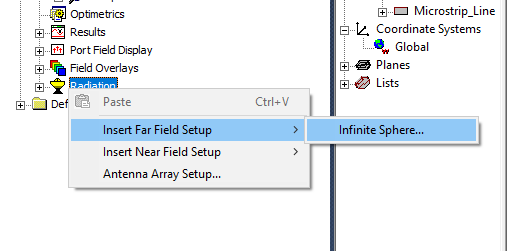 Optimetrics
Results
Port Field Display
Field Overlays
Radiation
Paste Ctrl+V
Insert Far Field Setup
Insert Near Field Setup
Antenna Array Setup...
Infinite Sphere...
Microstrip_Line
Coordinate Systems
Global
Planes
Lists